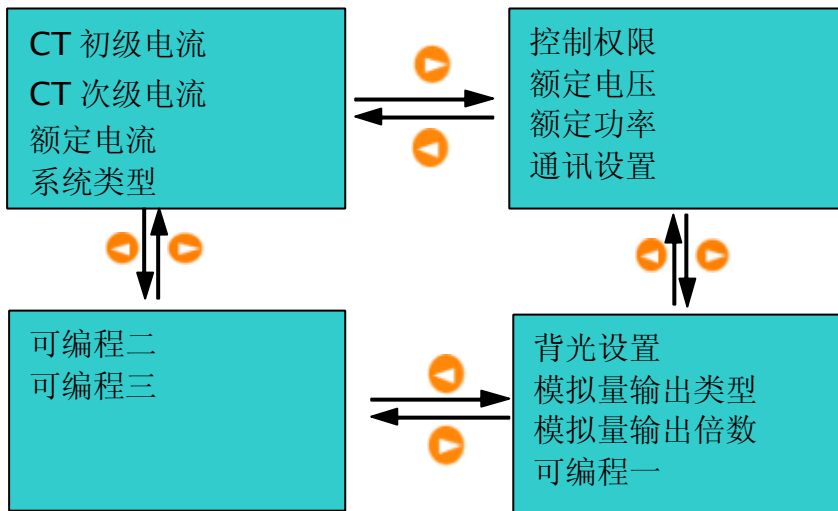 CT 初级电流
CT 次级电流
额定电流
系统类型
控制权限
额定电压
额定功率
通讯设置
可编程二
可编程三
背光设置
模拟量输出类型
模拟量输出倍数
可编程一